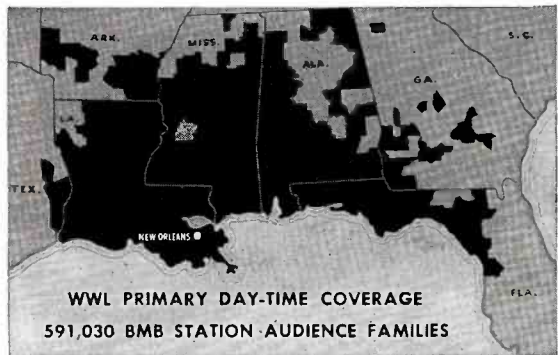 ARK.
MISS.
ALA.
GA.
S.C.
LA.
TEX.
NEW ORLEANS
FLA.
WWL PRIMARY DAY-TIME COVERAGE
591,030 BMB STATION AUDIENCE FAMILIES